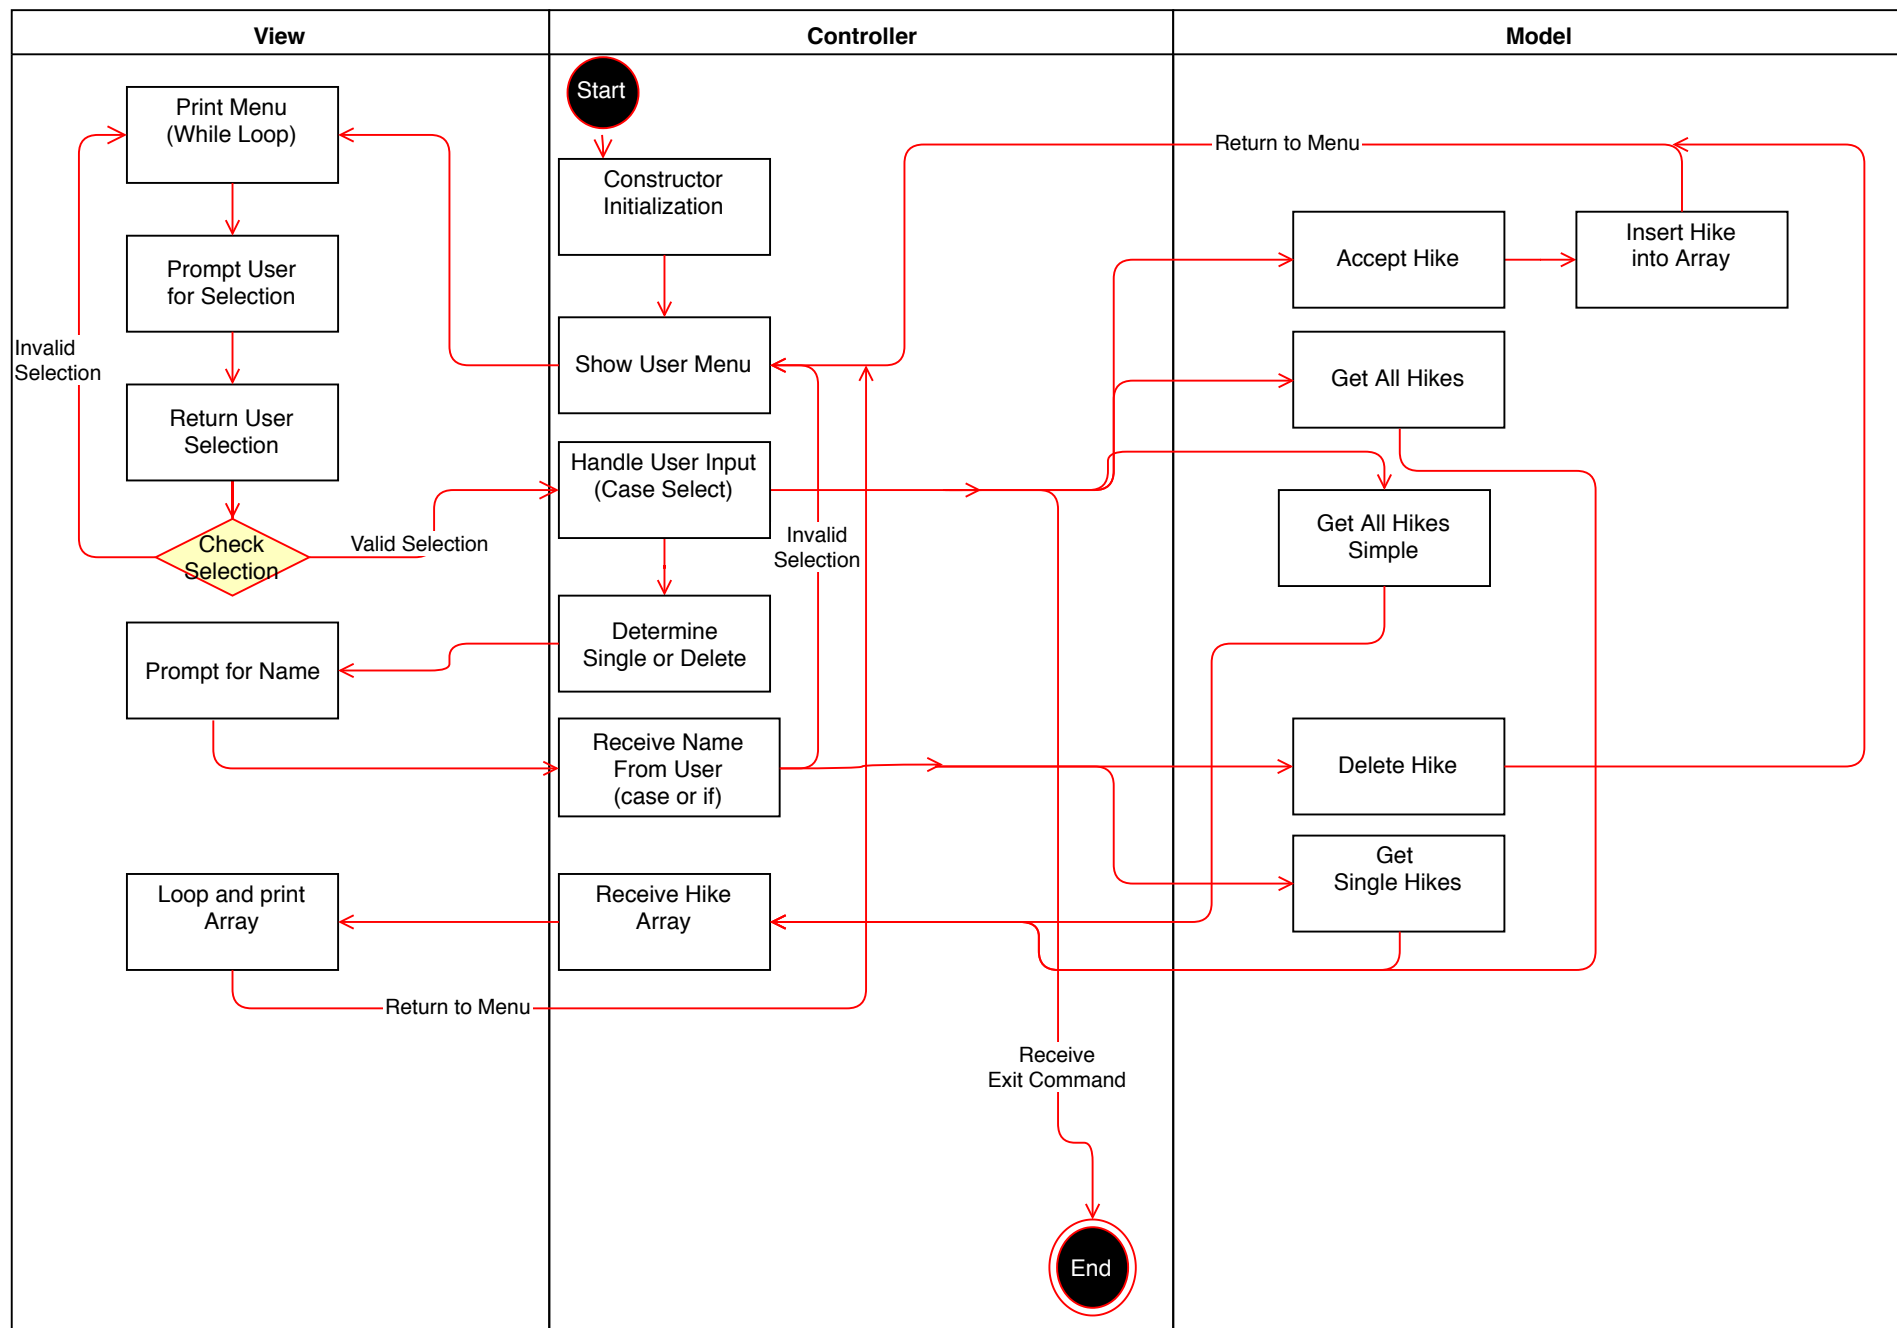 View
Controller
Model
Start
Print Menu
(While Loop)
Return to Menu
Constructor
Initialization
Accept Hike
Insert Hike
into Array
Prompt User
for Selection
Invalid
Selection
Show User Menu
Get All Hikes
Return User
Selection
Handle User Input
(Case Select)
Check
Selection
Valid Selection
Invalid
Selection
Get All Hikes
Simple
Determine
Single or Delete
Prompt for Name
Receive Name
From User
(case or if)
Delete Hike
Get
Single Hikes
Loop and print
Array
Receive Hike
Array
Return to Menu
Receive
Exit Command
End